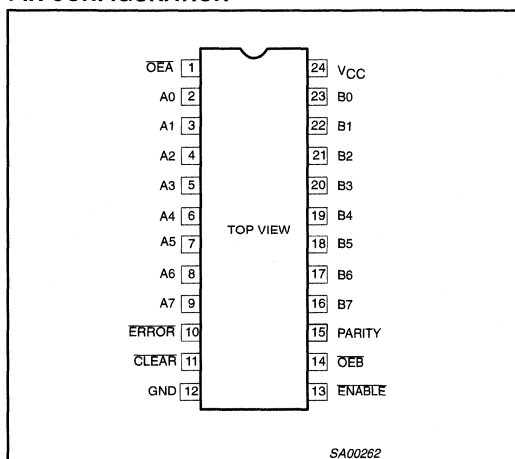 OEA 1 24 VCC
A0 2 23 B0
A1 3 22 B1
A2 4 21 B2
A3 5 20 B3
A4 6 19 B4
TOP VIEW
A5 7 18 B5
A6 8 17 B6
A7 9 16 B7
ERROR 10 15 PARITY
CLEAR 11 14 OEB
GND 12 13 ENABLE
SA00262